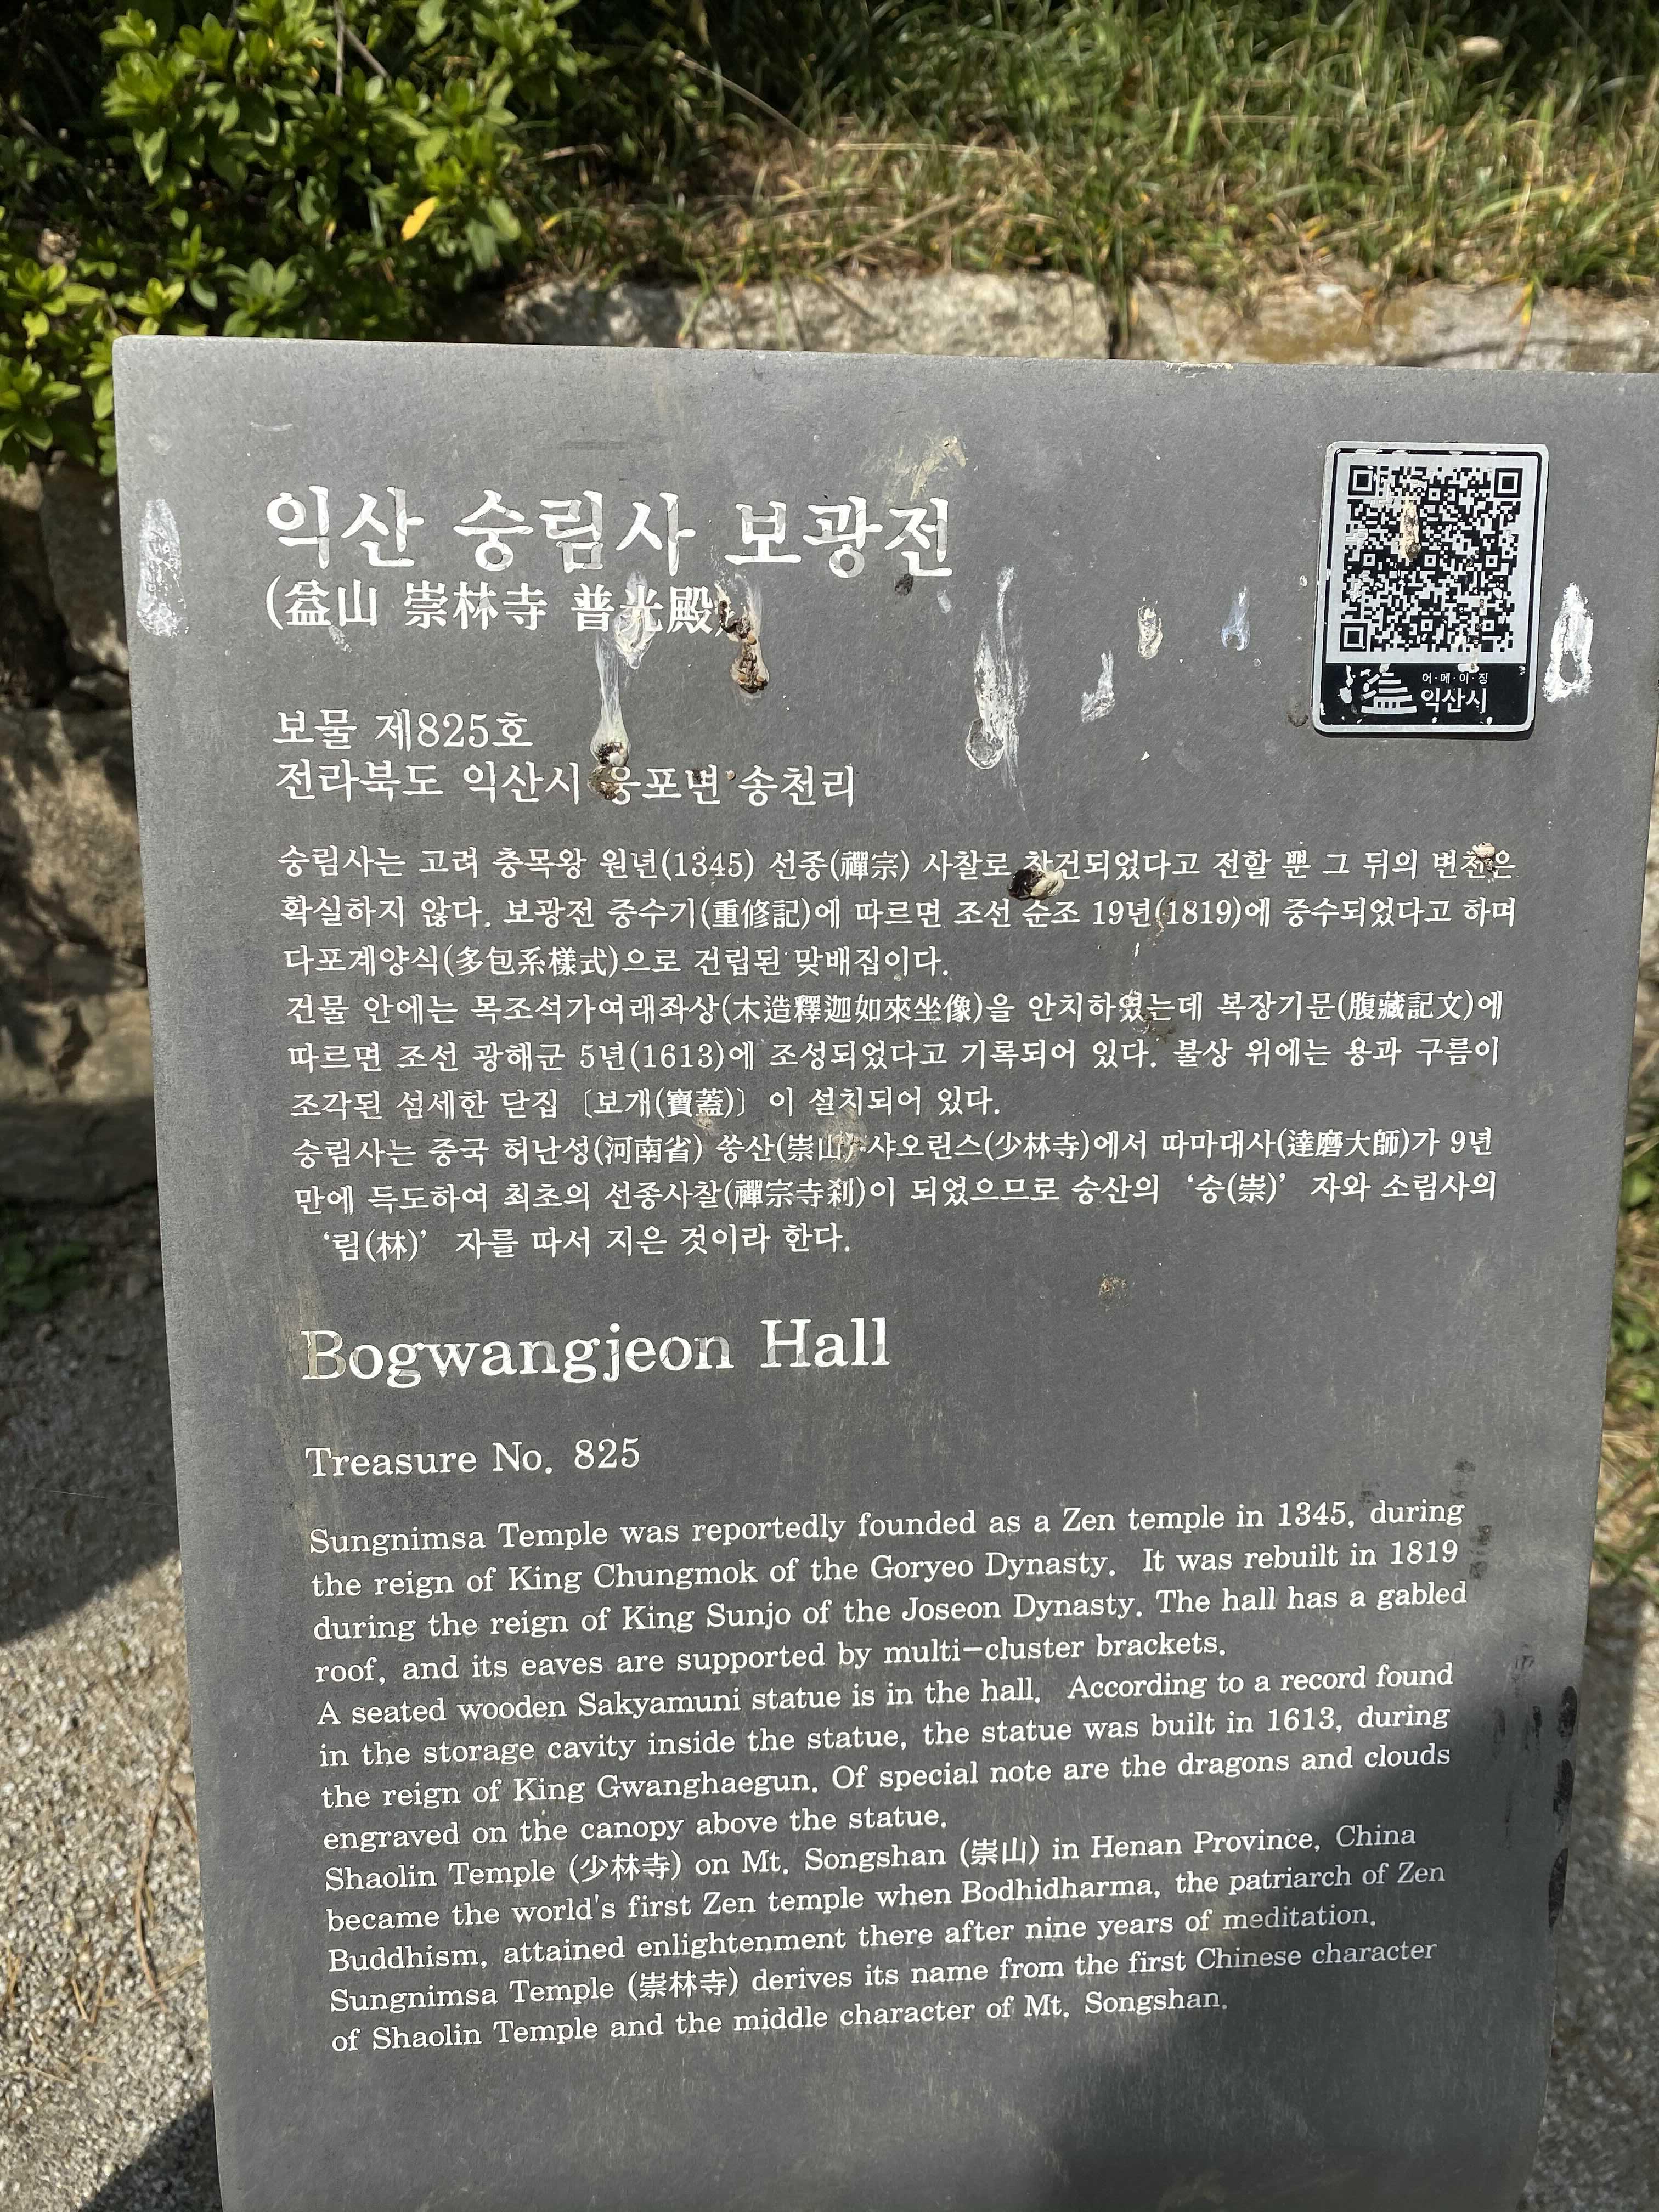 익산 숭림사 보광전
(益山 崇林寺 普光殿)
어·메·이·징
익산시
보물 제825호
전라북도 익산시 웅포면 송천리
숭림사는 고려 충목왕 원년(1345) 선종(禪宗) 사찰로 창건되었다고 전할 뿐 그 뒤의 변천은
확실하지 않다. 보광전 중수기(重修記)에 따르면 조선 순조 19년(1819)에 중수되었다고 하며
다포계양식(多包系樣式)으로 건립된 맞배집이다.
건물 안에는 목조석가여래좌상(木造釋迦如來坐像)을 안치하였는데 복장기문(腹藏記文)에
따르면 조선 광해군 5년(1613)에 조성되었다고 기록되어 있다. 불상 위에는 용과 구름이
조각된 섬세한 닫집〔보개(寶蓋)〕이 설치되어 있다.
숭림사는 중국 허난성(河南省) 쑹산(崇山) 샤오린스(少林寺)에서 따마대사(達磨大師)가 9년
만에 득도하여 최초의 선종사찰(禪宗寺刹)이 되었으므로 숭산의 ‘숭(崇)’ 자와 소림사의
‘림(林)’ 자를 따서 지은 것이라 한다.
Bogwangjeon Hall
Treasure No. 825
Sungnimsa Temple was reportedly founded as a Zen temple in 1345, during
the reign of King Chungmok of the Goryeo Dynasty. It was rebuilt in 1819
during the reign of King Sunjo of the Joseon Dynasty. The hall has a gabled
roof, and its eaves are supported by multi-cluster brackets.
A seated wooden Sakyamuni statue is in the hall. According to a record found
in the storage cavity inside the statue, the statue was built in 1613, during
the reign of King Gwanghaegun. Of special note are the dragons and clouds
engraved on the canopy above the statue.
Shaolin Temple (少林寺) on Mt. Songshan (崇山) in Henan Province, China
became the world's first Zen temple when Bodhidharma, the patriarch of Zen
Buddhism, attained enlightenment there after nine years of meditation.
Sungnimsa Temple (崇林寺) derives its name from the first Chinese character
of Shaolin Temple and the middle character of Mt. Songshan.